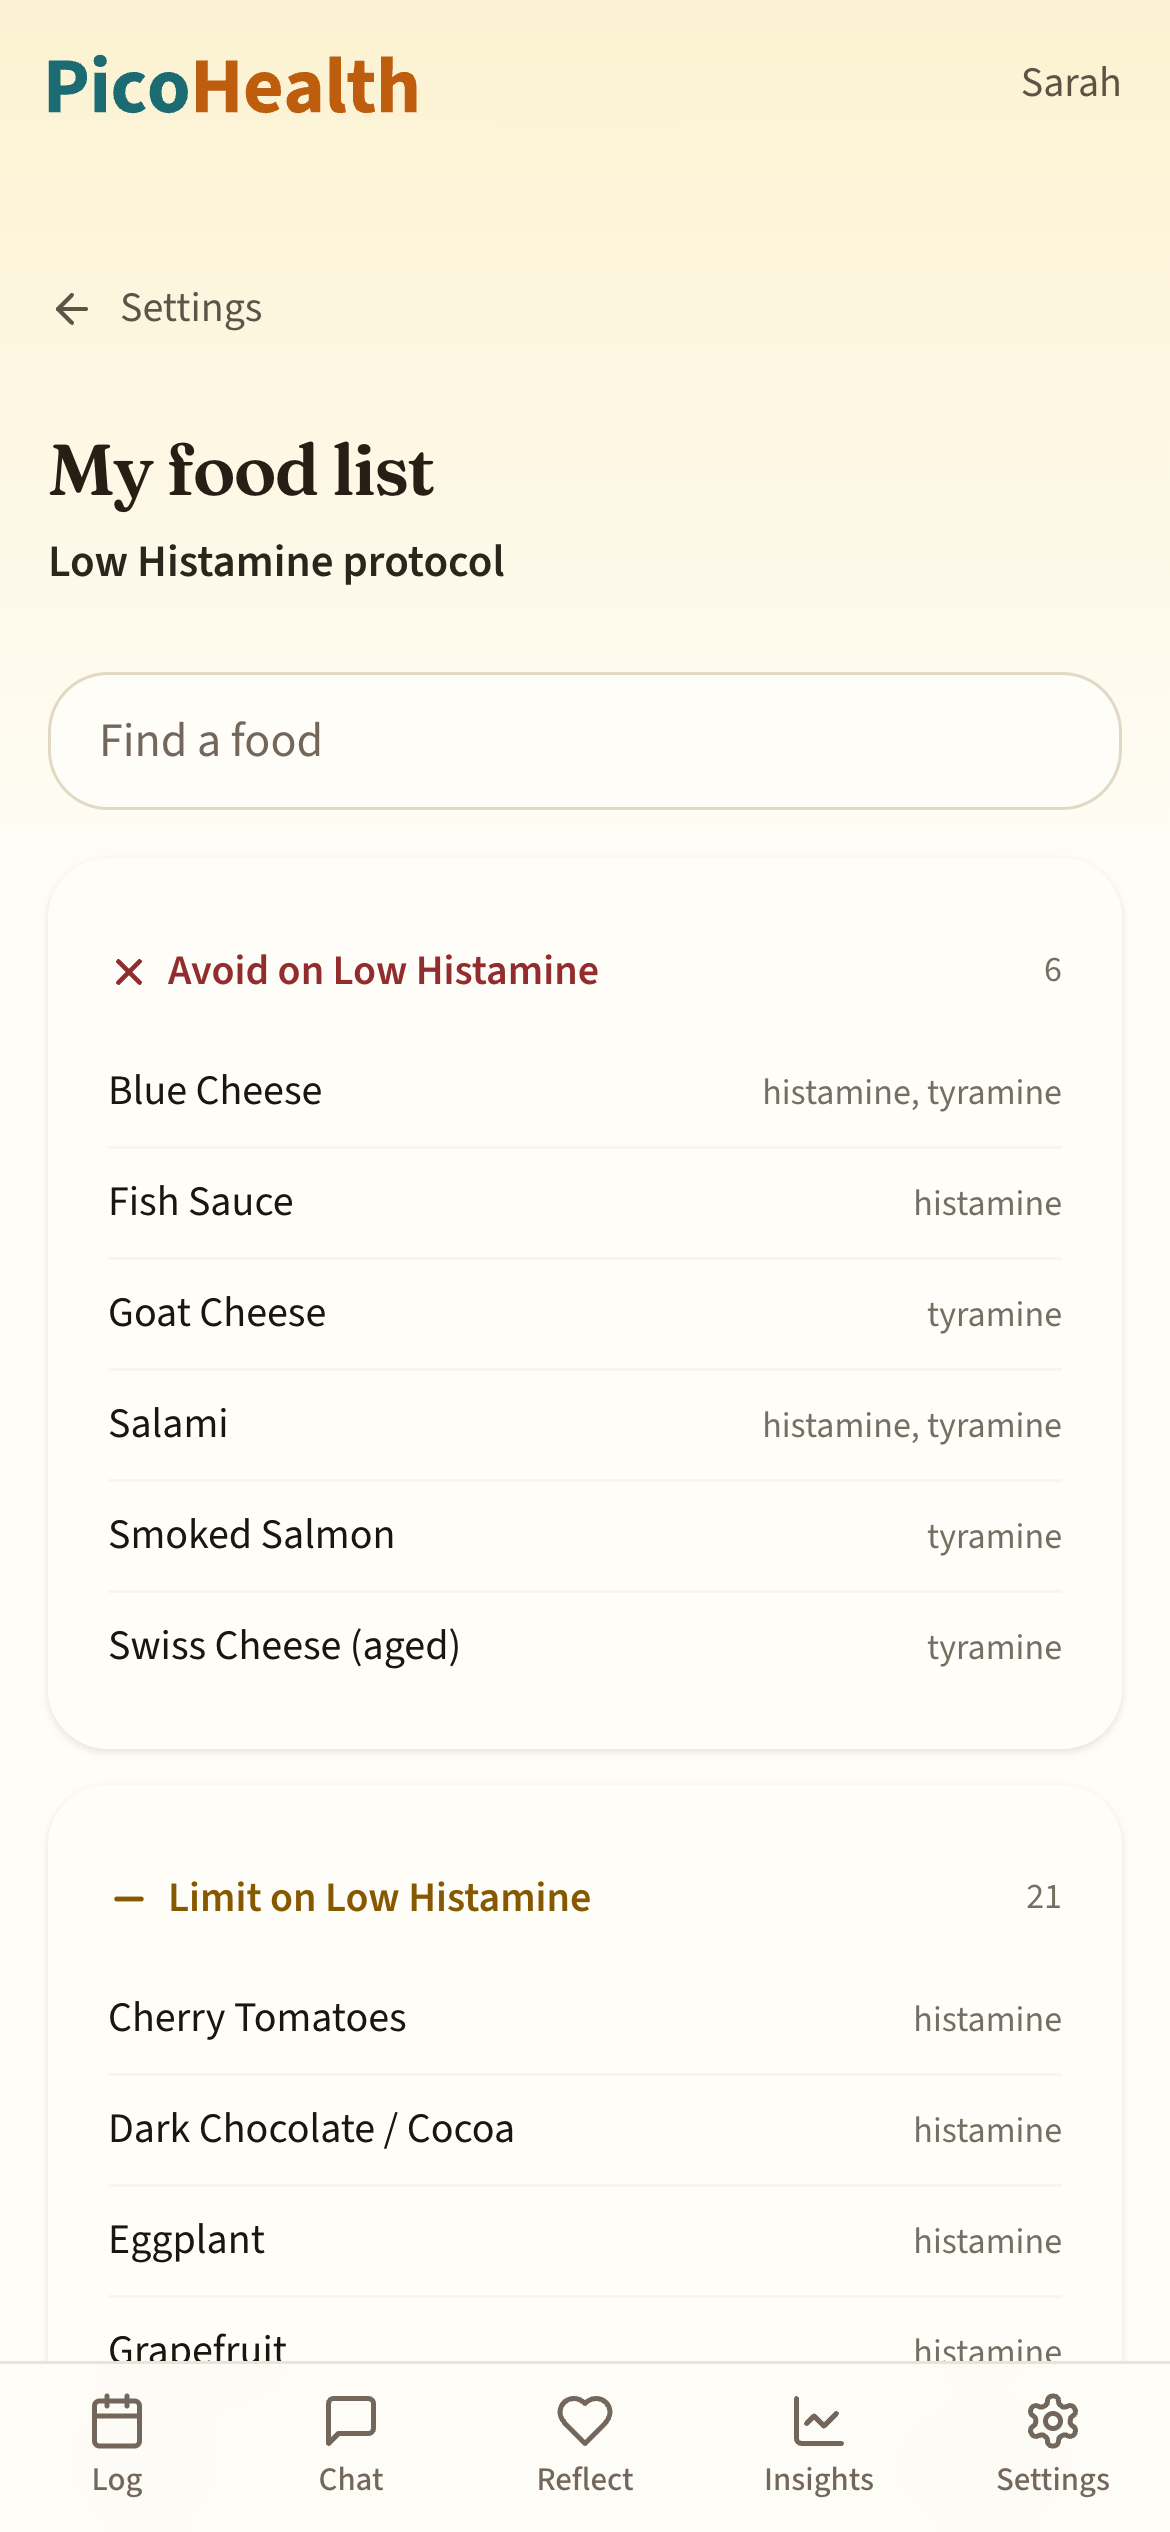 PicoHealth
Sarah
Settings
My food list
Low Histamine protocol
Find a food
Avoid on Low Histamine 6
Blue Cheese histamine, tyramine
Fish Sauce histamine
Goat Cheese tyramine
Salami histamine, tyramine
Smoked Salmon tyramine
Swiss Cheese (aged) tyramine
Limit on Low Histamine 21
Cherry Tomatoes histamine
Dark Chocolate / Cocoa histamine
Eggplant histamine
Grapefruit histamine
Log Chat Reflect Insights Settings